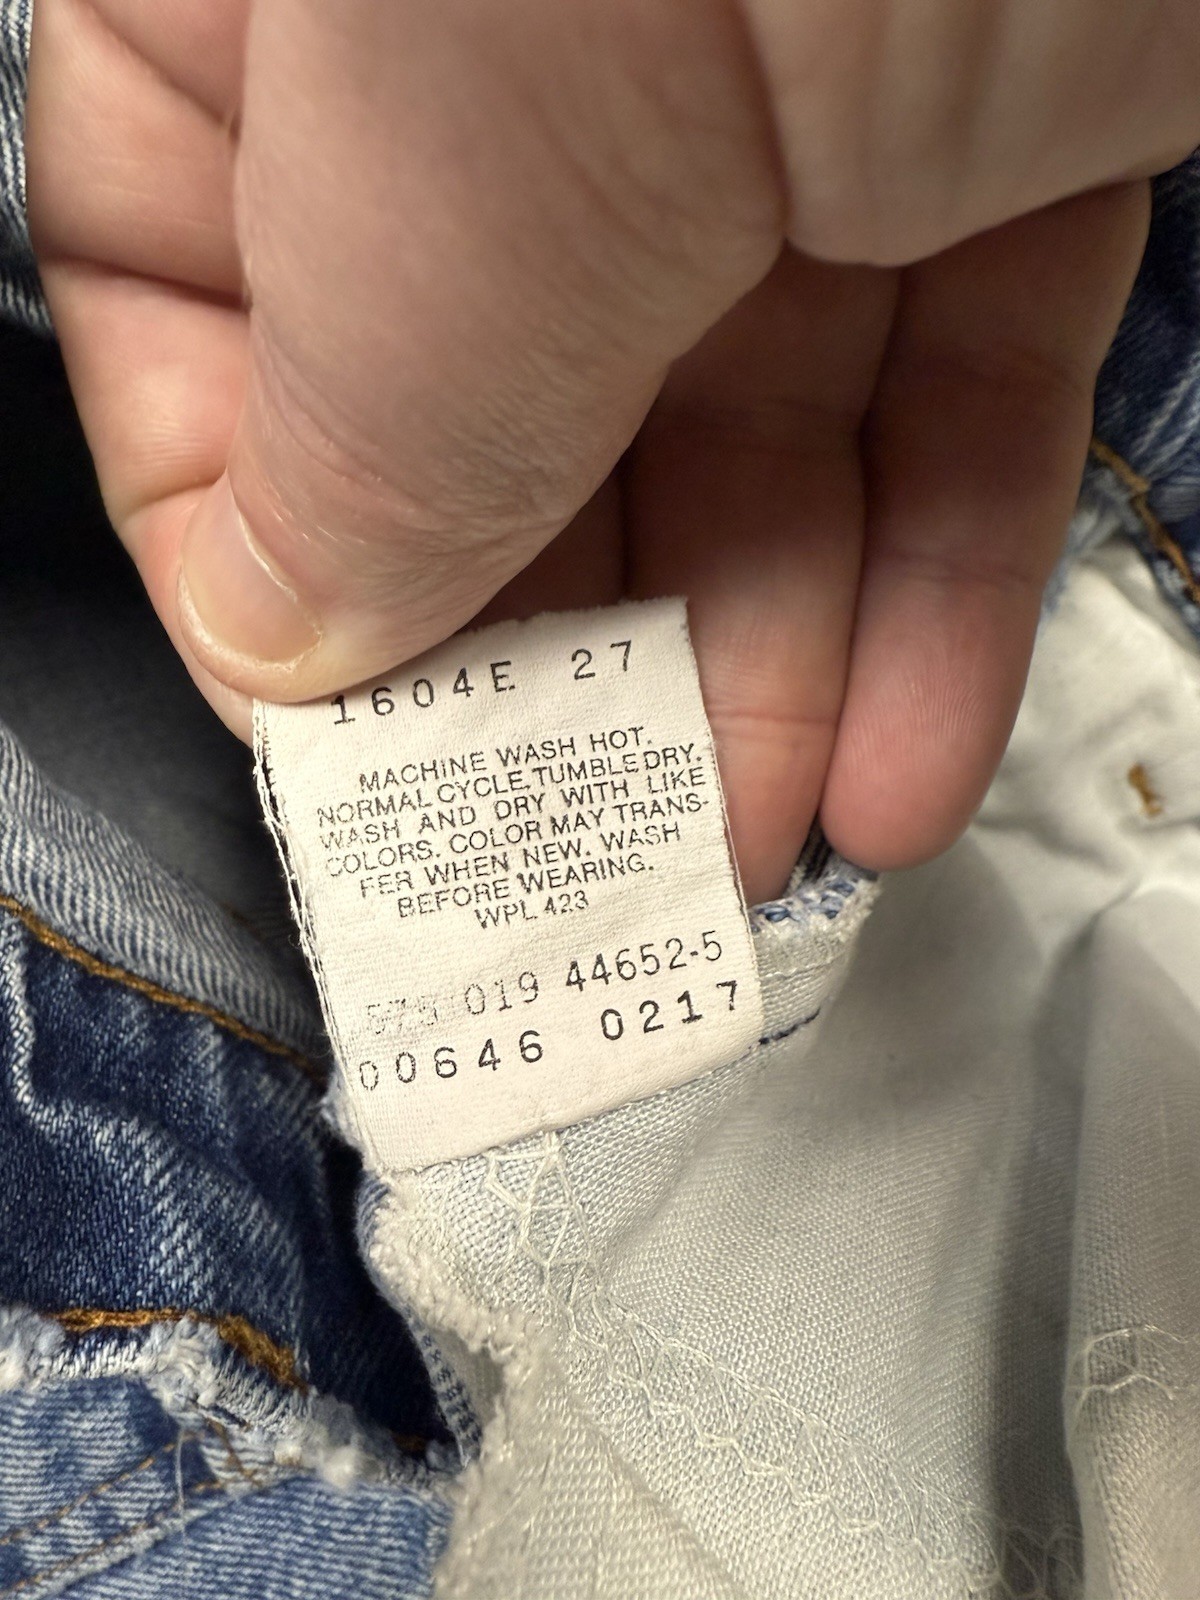 1604E 27
MACHINE WASH HOT.
NORMAL CYCLE, TUMBLE DRY.
WASH AND DRY WITH LIKE
COLORS. COLOR MAY TRANS-
FER WHEN NEW. WASH
BEFORE WEARING.
WPL 423
019 44652-5
00646 0217